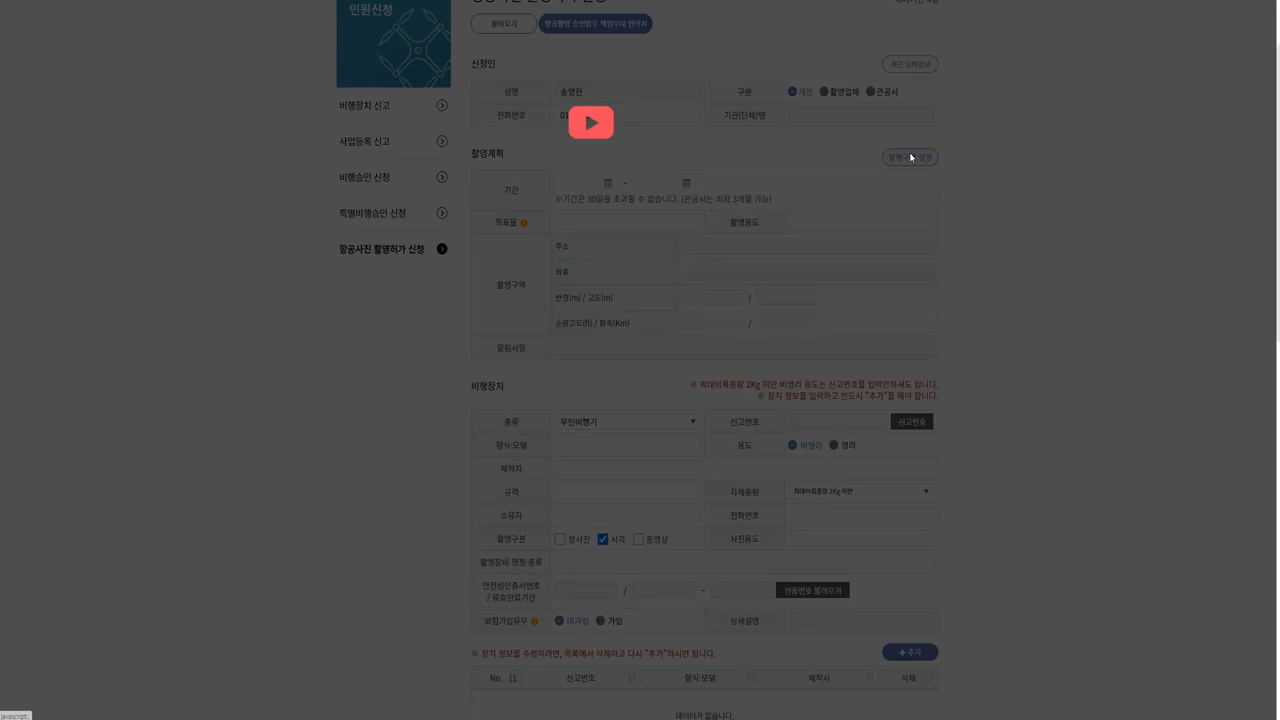 민원신청
불러오기
항공촬영 승인업무 책임부대 연락처
비행장치 신고
사업등록 신고
비행승인 신청
특별비행승인 신청
항공사진 촬영허가 신청
신청인
최근 입력정보
성명 송영진 구분 개인 촬영업체 관공서
전화번호 01 기관(단체)명
촬영계획
기간 ~
※기간은 30일을 초과할 수 없습니다. (관공서는 최장 3개월 가능)
목표물 촬영용도
촬영구역 주소
좌표
반경(m) / 고도(m) /
순항고도(ft) / 항속(Km) /
알림사항
비행장치
※ 최대이륙중량 2Kg 미만 비영리 용도는 신고번호를 입력안하셔도 됩니다.
※ 장치 정보를 입력하고 반드시 "추가"를 해야 합니다.
종류 무인비행기 신고번호 신고번호
형식·모델 용도 비영리 영리
제작자
규격 자체중량 최대이륙중량 2Kg 미만
소유자 전화번호
촬영구분 정사진 시각 동영상 사진용도
촬영장비 명칭·종류
안전성인증서번호
/ 유효만료기간 / ~ 인증번호 불러오기
보험가입유무 미가입 가입 상세설명
※ 장치 정보를 수정하려면, 목록에서 삭제하고 다시 "추가"하시면 됩니다.
+ 추가
No. 신고번호 형식·모델 제작사 삭제
데이터가 없습니다.
javascript:;